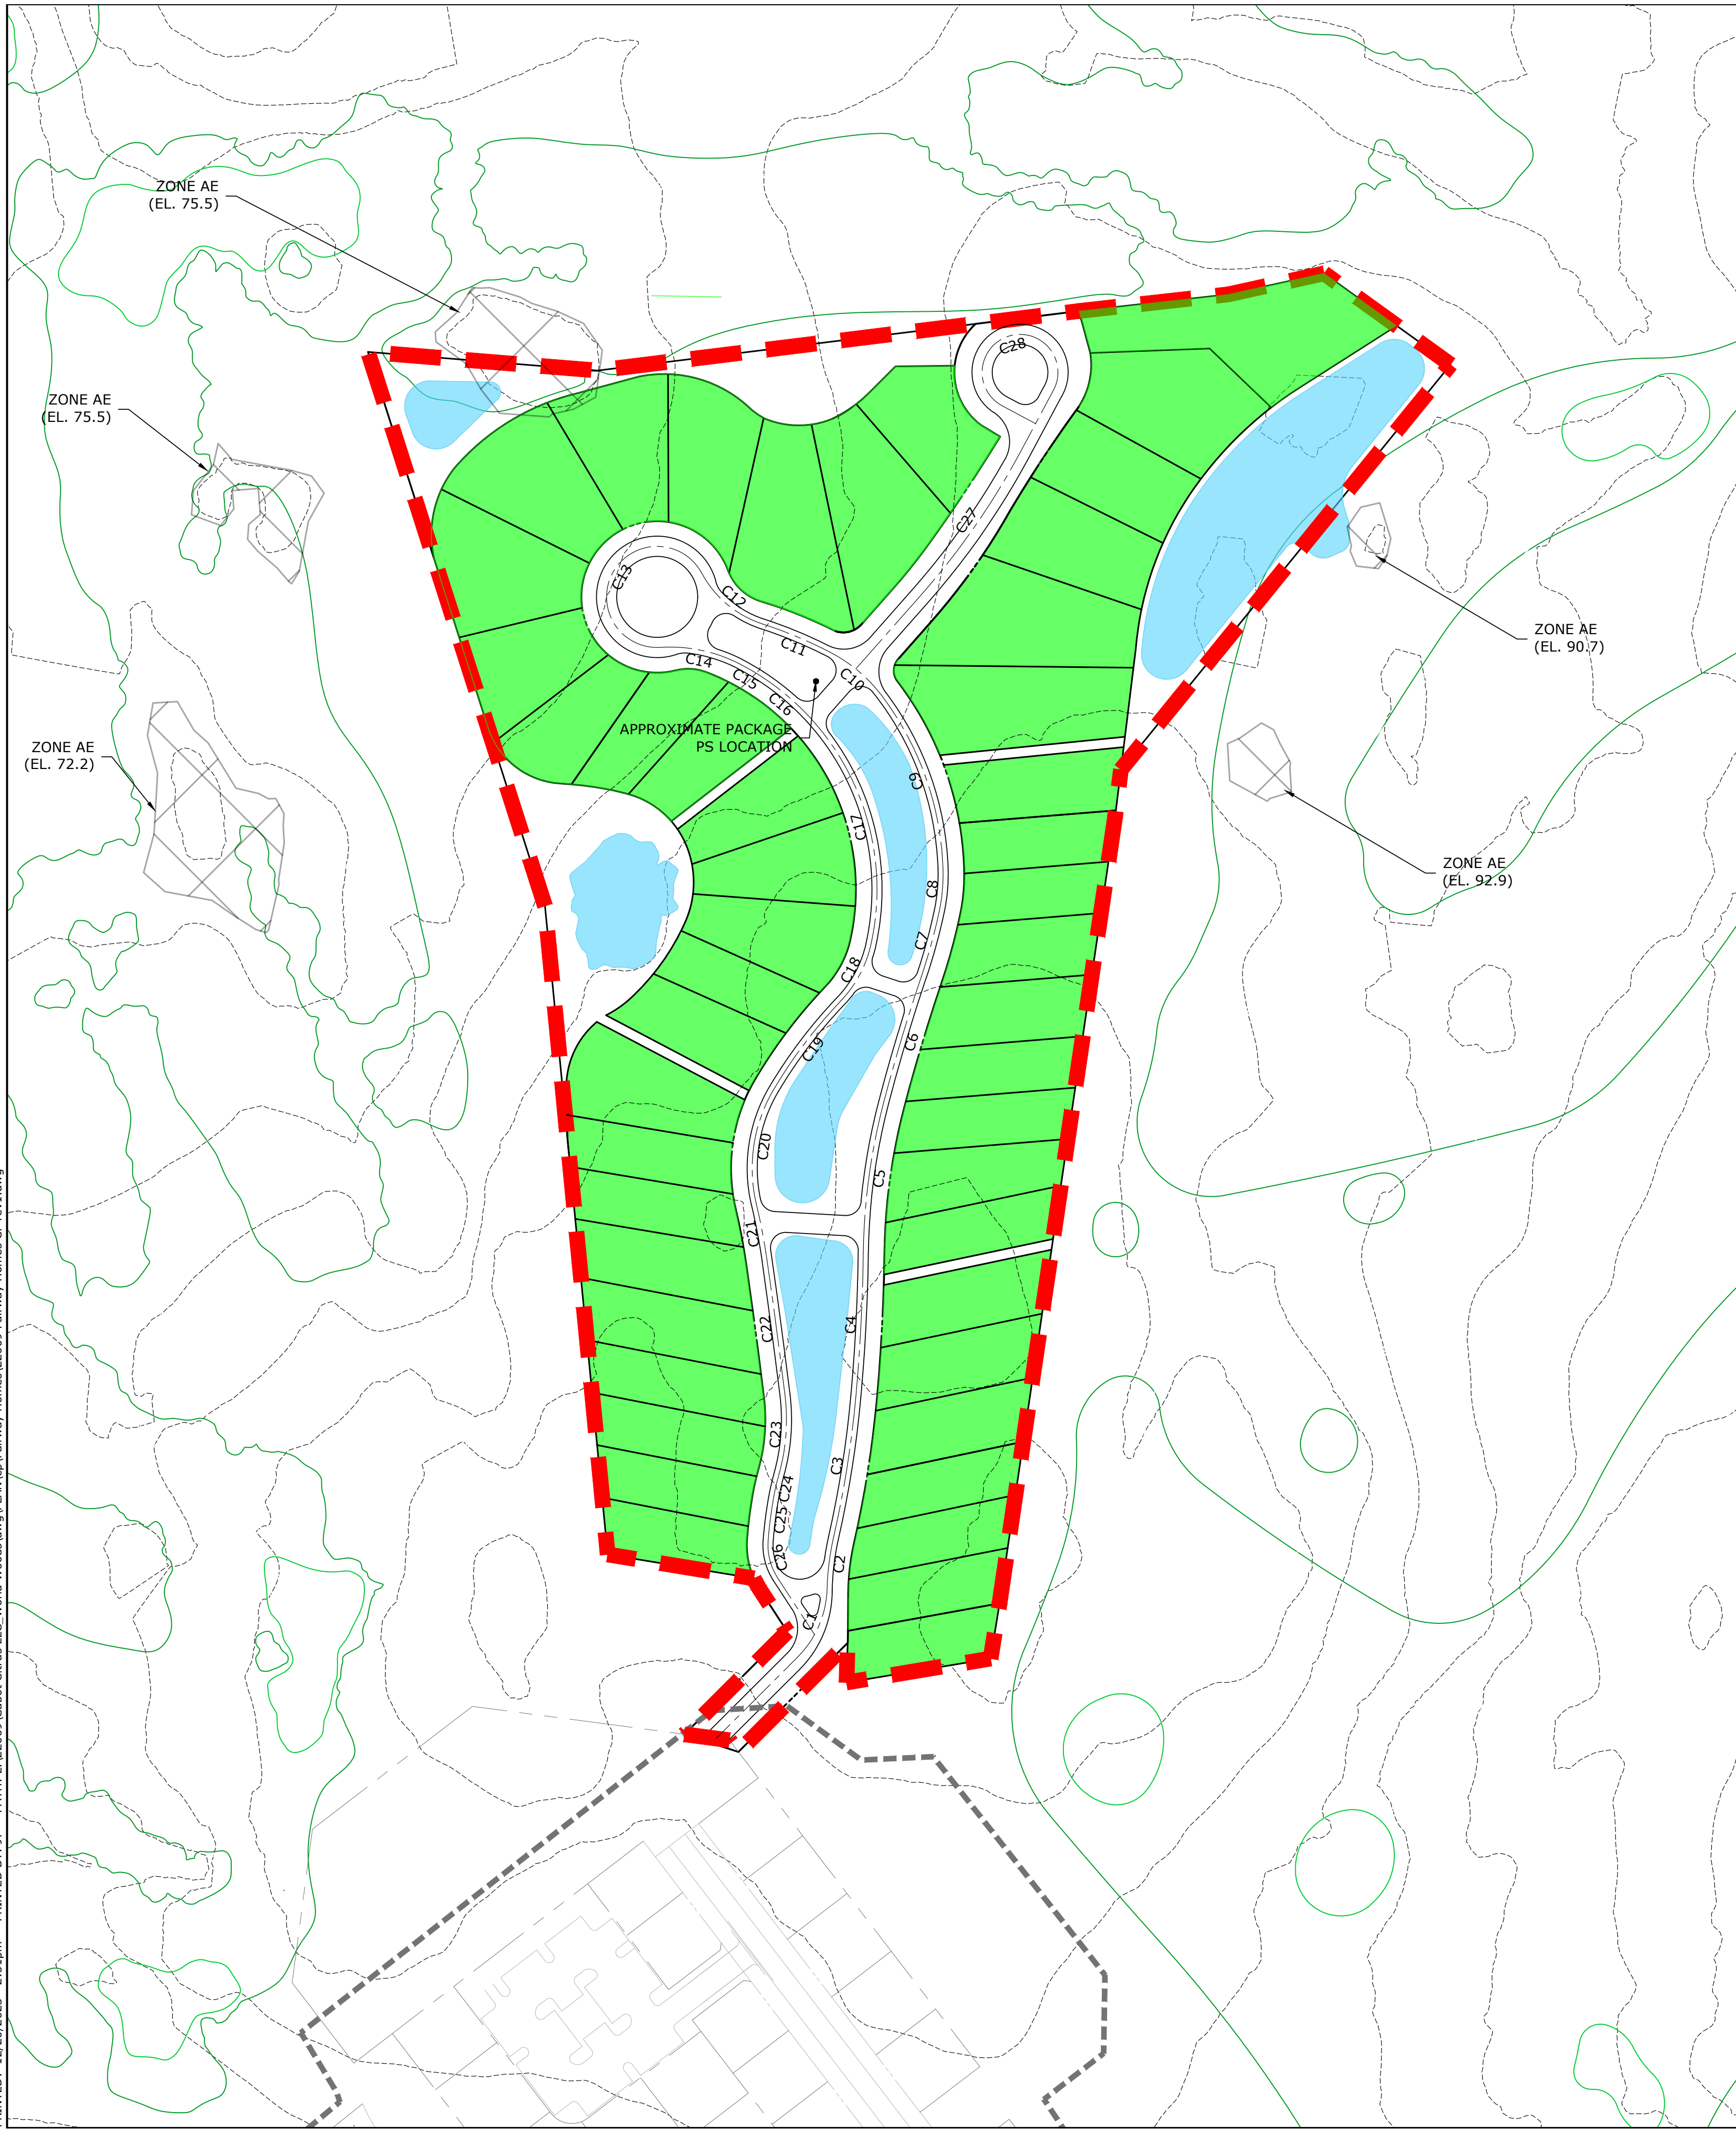 ZONE AE
(EL. 75.5)
ZONE AE
(EL. 75.5)
ZONE AE
(EL. 72.2)
ZONE AE
(EL. 90.7)
ZONE AE
(EL. 92.9)
APPROXIMATE PACKAGE
PS LOCATION
C28
C27
C13
C12
C11
C10
C14
C15
C16
C9
C17
C8
C7
C18
C6
C19
C20
C5
C21
C22
C4
C23
C3
C24
C25
C26
C2
C1